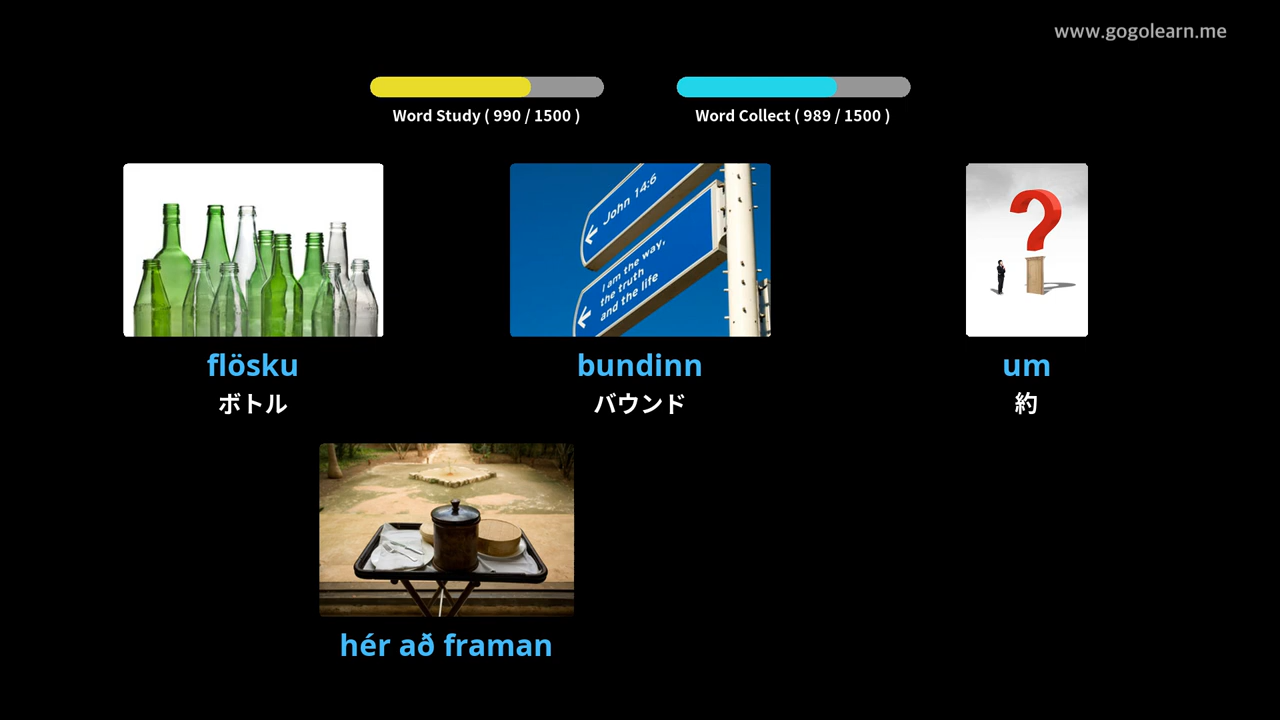 www.gogolearn.me
Word Study ( 990 / 1500 )
Word Collect ( 989 / 1500 )
John 14:6
I am the way,
the truth
and the life
flösku
ボトル
bundinn
バウンド
um
約
hér að framan